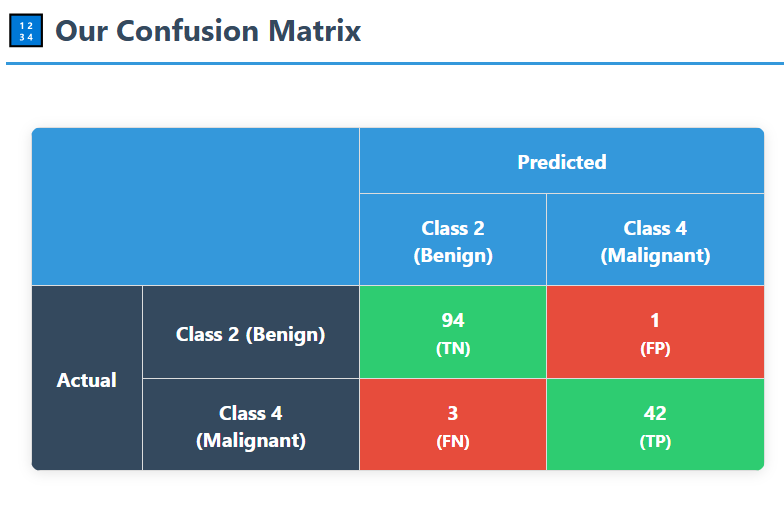 1 2
3 4
Our Confusion Matrix
Predicted
Class 2
(Benign)
Class 4
(Malignant)
Actual
Class 2 (Benign)
94
(TN)
1
(FP)
Class 4
(Malignant)
3
(FN)
42
(TP)